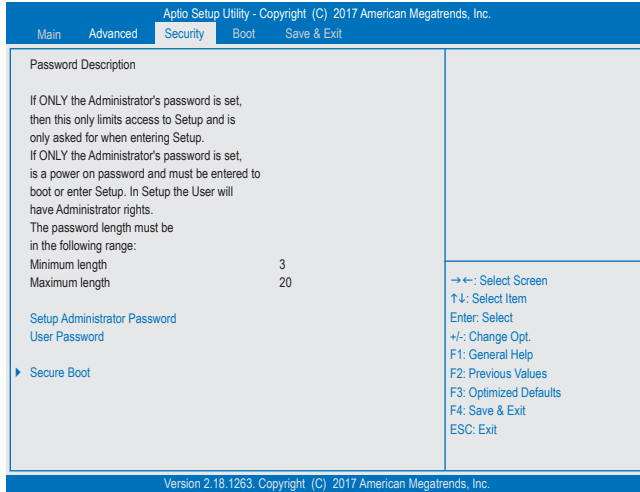 Aptio Setup Utility - Copyright (C) 2017 American Megatrends, Inc.
Main Advanced Security Boot Save & Exit
Password Description
If ONLY the Administrator's password is set,
then this only limits access to Setup and is
only asked for when entering Setup.
If ONLY the Administrator's password is set,
is a power on password and must be entered to
boot or enter Setup. In Setup the User will
have Administrator rights.
The password length must be
in the following range:
Minimum length 3
Maximum length 20
Setup Administrator Password
User Password
Secure Boot
→←: Select Screen
↑↓: Select Item
Enter: Select
+/-: Change Opt.
F1: General Help
F2: Previous Values
F3: Optimized Defaults
F4: Save & Exit
ESC: Exit
Version 2.18.1263. Copyright (C) 2017 American Megatrends, Inc.